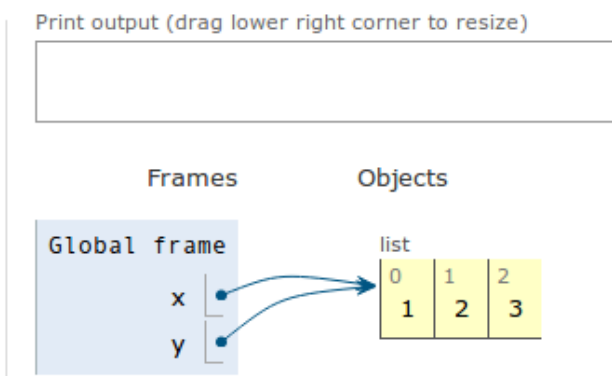 Print output (drag lower right corner to resize)
Frames Objects
Global frame
list
x
y
0 1 2
1 2 3